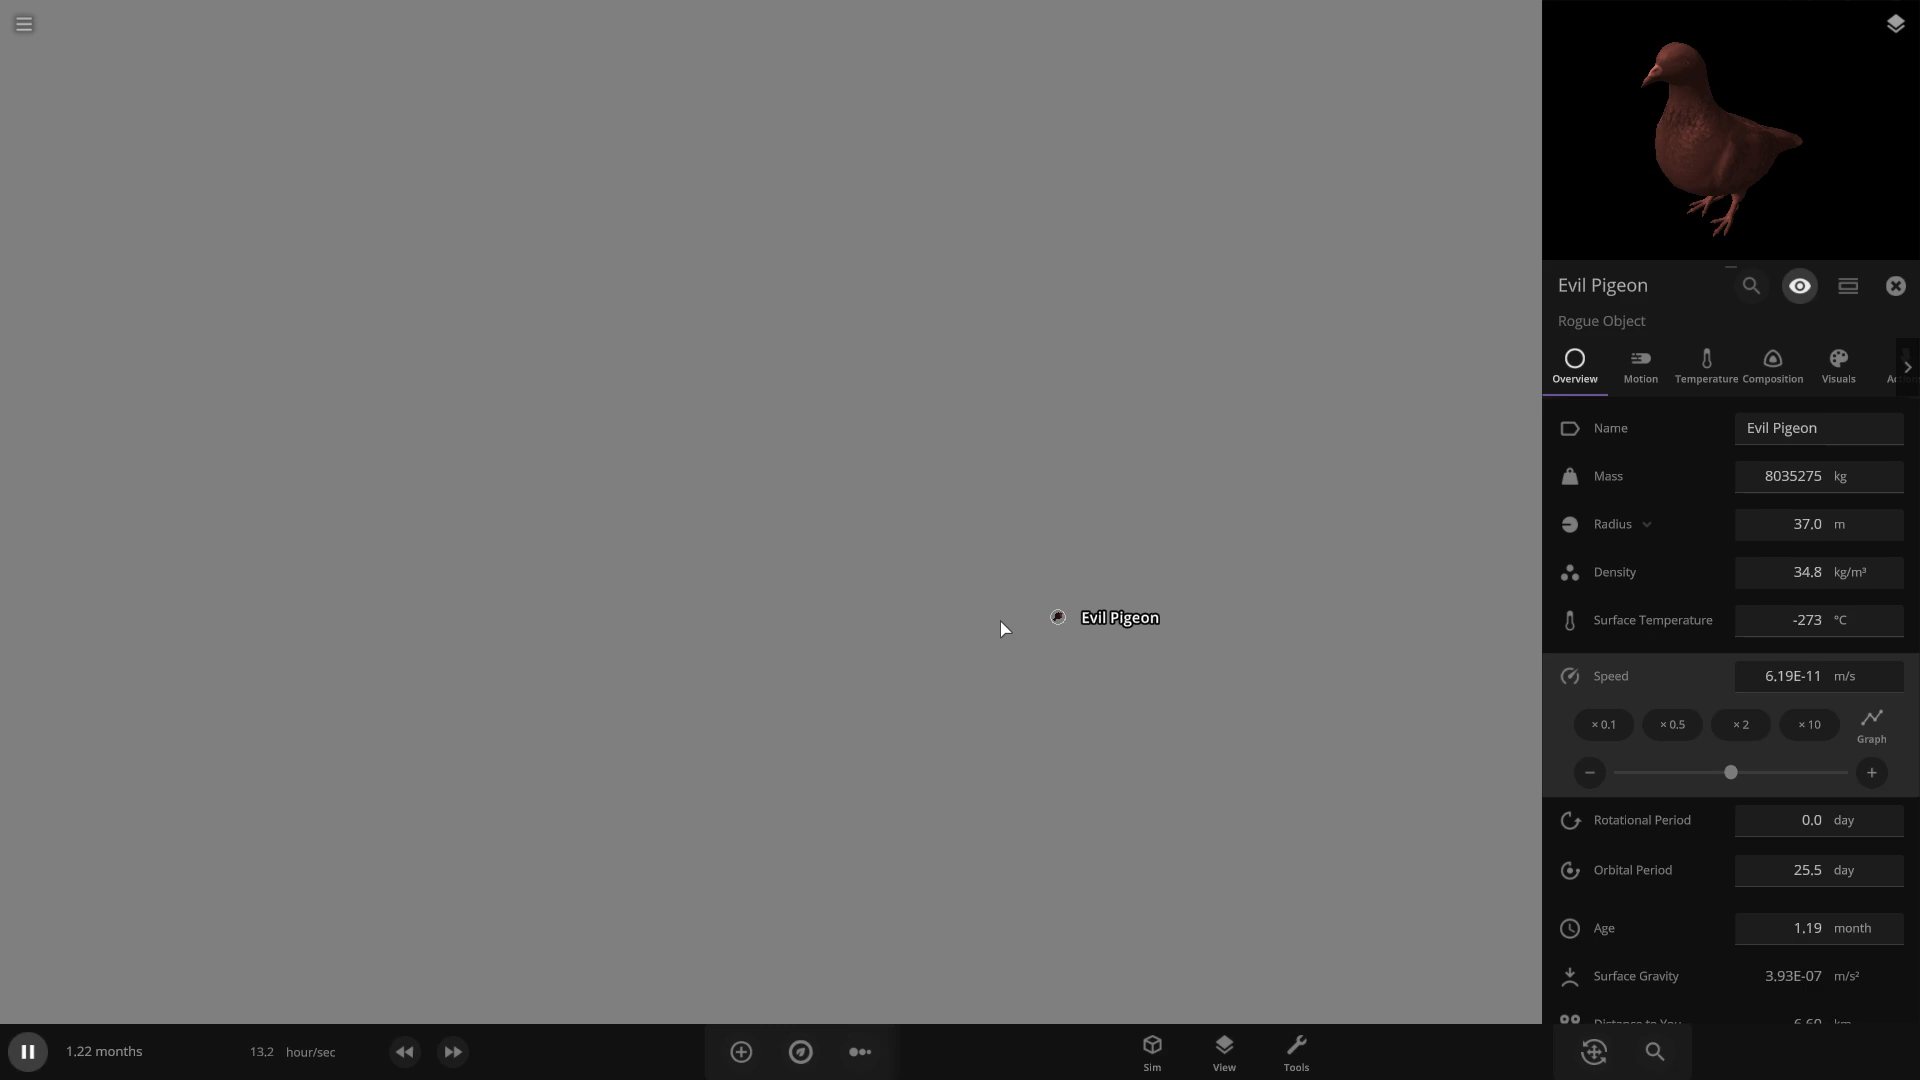 Evil Pigeon
Evil Pigeon
Rogue Object
Overview
Motion
Temperature
Composition
Visuals
Name
Evil Pigeon
Mass
8035275 kg
Radius
37.0 m
Density
34.8 kg/m³
Surface Temperature
-273 °C
Speed
6.19E-11 m/s
× 0.1
× 0.5
× 2
× 10
Graph
Rotational Period
0.0 day
Orbital Period
25.5 day
Age
1.19 month
Surface Gravity
3.93E-07 m/s²
1.22 months
13.2 hour/sec
Sim
View
Tools